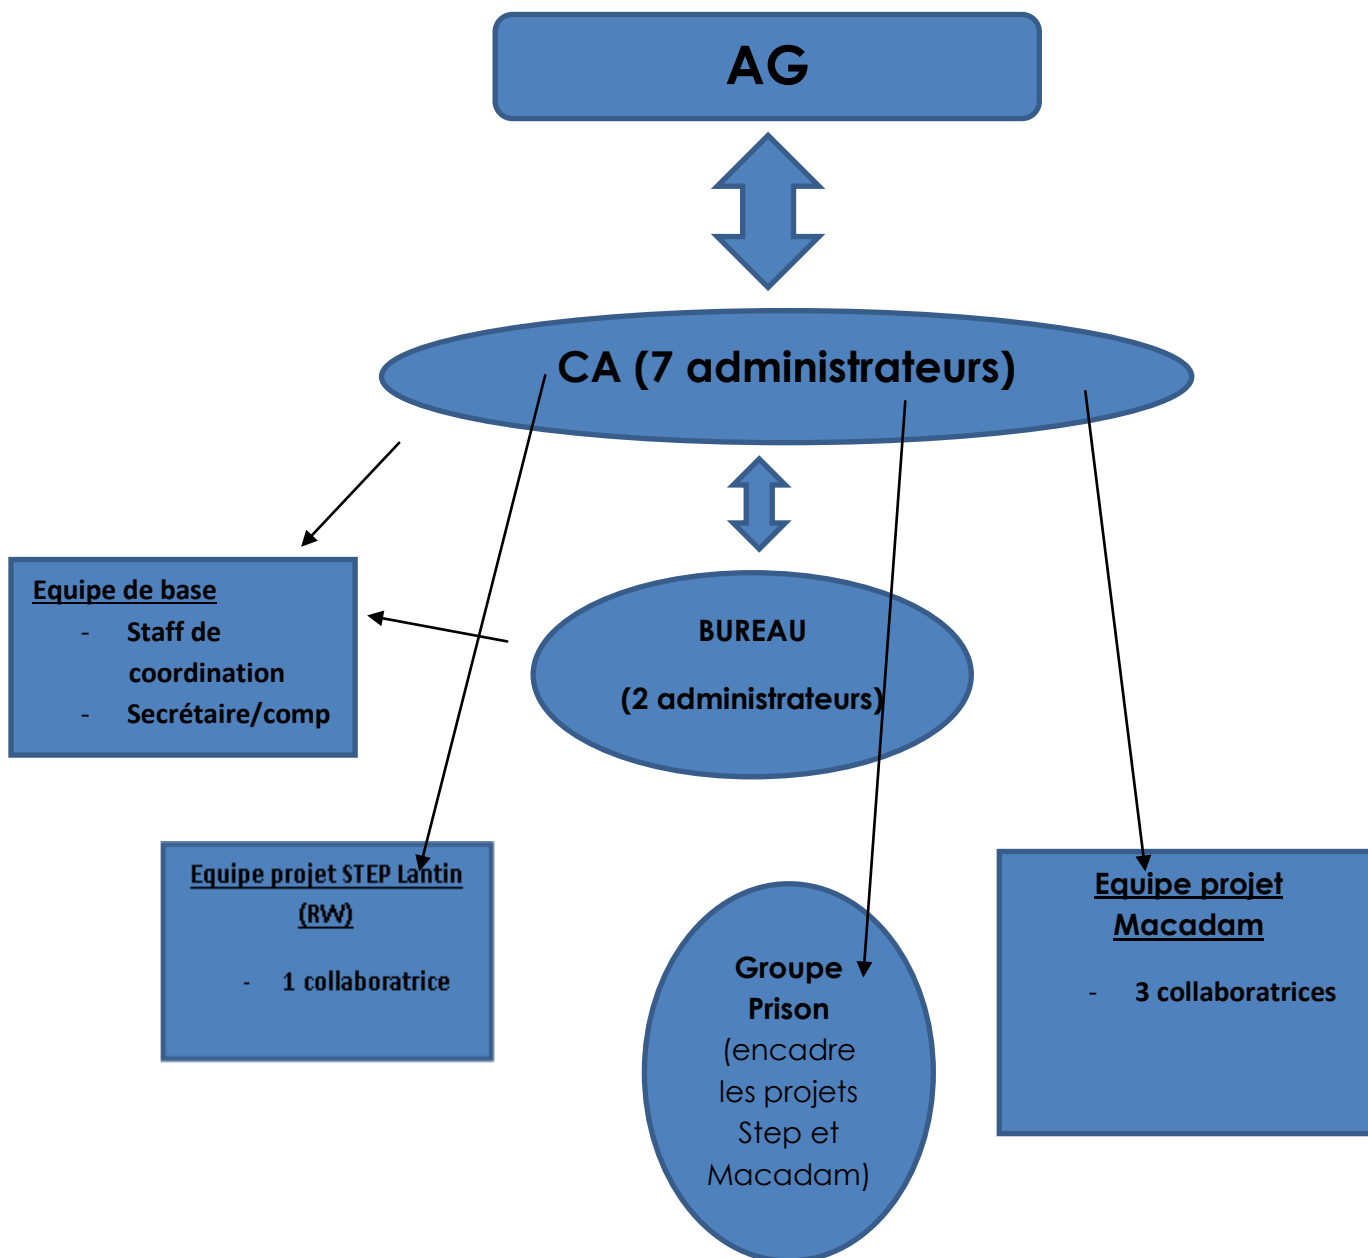 AG
CA (7 administrateurs)
Equipe de base
- Staff de
coordination
- Secrétaire/comp
BUREAU
(2 administrateurs)
Equipe projet STEP Lantin
(RW)
- 1 collaboratrice
Groupe
Prison
(encadre
les projets
Step et
Macadam)
Equipe projet
Macadam
- 3 collaboratrices